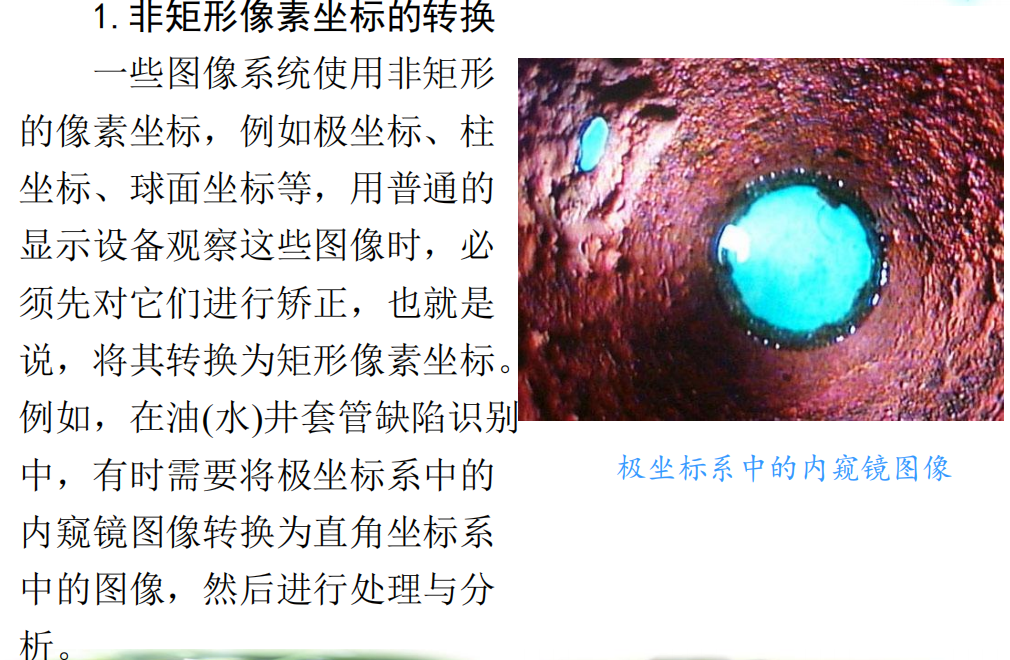 1.非矩形像素坐标的转换
一些图像系统使用非矩形
的像素坐标，例如极坐标、柱
坐标、球面坐标等，用普通的
显示设备观察这些图像时，必
须先对它们进行矫正，也就是
说，将其转换为矩形像素坐标。
例如，在油(水)井套管缺陷识别
中，有时需要将极坐标系中的
内窥镜图像转换为直角坐标系
中的图像，然后进行处理与分
析。
极坐标系中的内窥镜图像